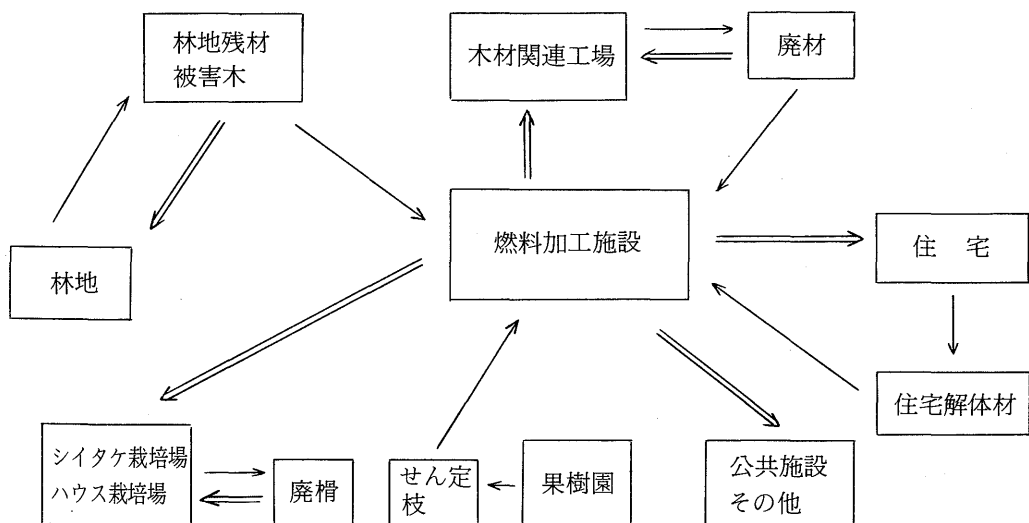 林地残材
被害木
木材関連工場
廃材
燃料加工施設
住 宅
林地
住宅解体材
シイタケ栽培場
ハウス栽培場
廃榾
せん定
枝
果樹園
公共施設
その他